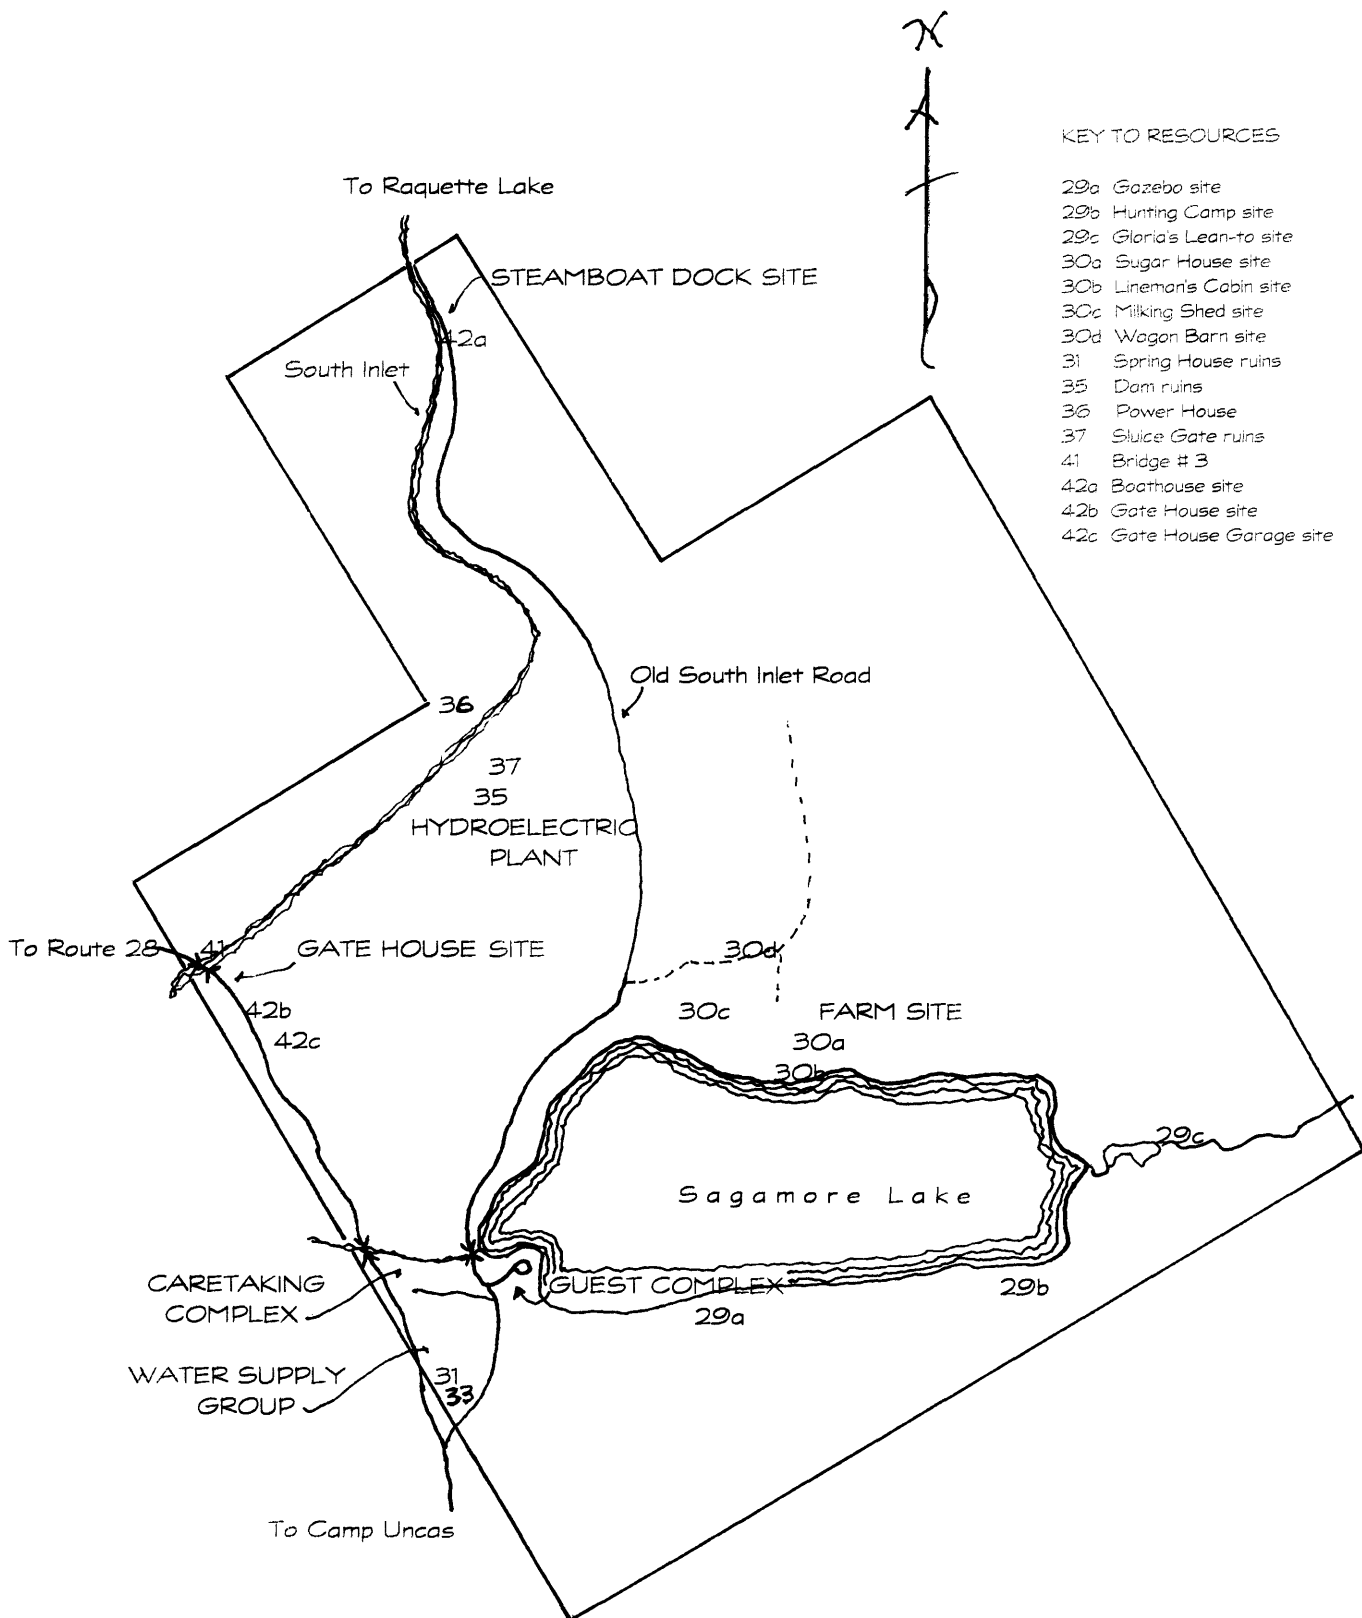 N
KEY TO RESOURCES
29a Gazebo site
29b Hunting Camp site
29c Gloria's Lean-to site
30a Sugar House site
30b Lineman's Cabin site
30c Milking Shed site
30d Wagon Barn site
31 Spring House ruins
35 Dam ruins
36 Power House
37 Sluice Gate ruins
41 Bridge # 3
42a Boathouse site
42b Gate House site
42c Gate House Garage site
To Raquette Lake
STEAMBOAT DOCK SITE
42a
South Inlet
Old South Inlet Road
36
37
35
HYDROELECTRIC
PLANT
To Route 28
41
GATE HOUSE SITE
30d
42b
30c
FARM SITE
42c
30a
30b
29c
Sagamore Lake
CARETAKING
COMPLEX
GUEST COMPLEX
29b
29a
WATER SUPPLY
GROUP
31
33
To Camp Uncas